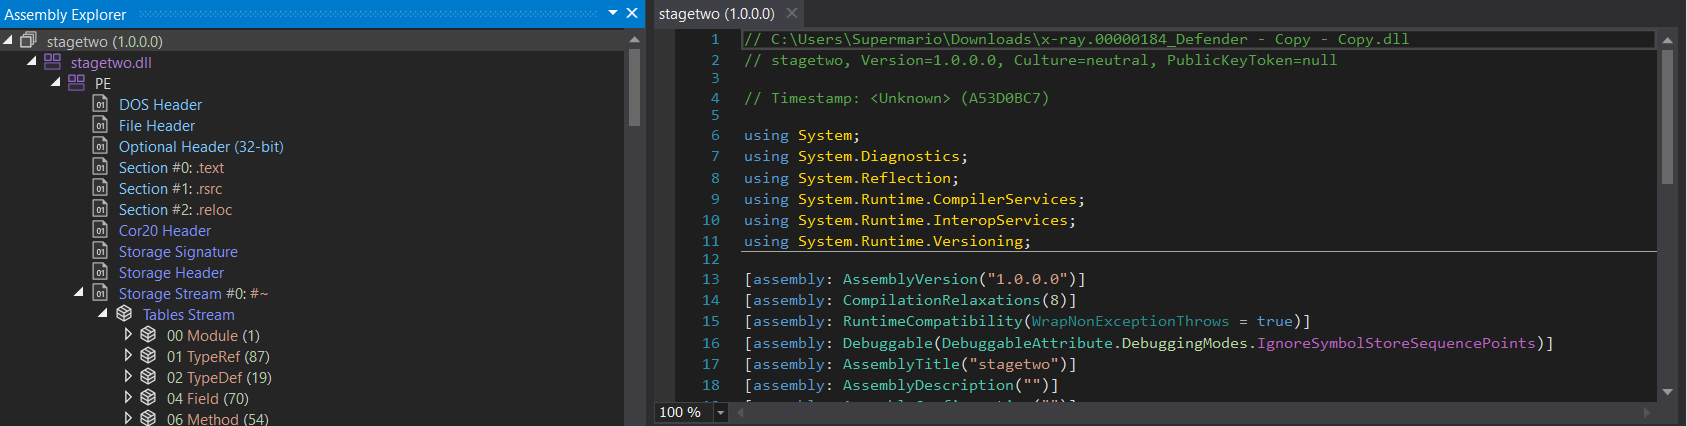 Assembly Explorer
stagetwo (1.0.0.0)
stagetwo.dll
PE
DOS Header
File Header
Optional Header (32-bit)
Section #0: .text
Section #1: .rsrc
Section #2: .reloc
Cor20 Header
Storage Signature
Storage Header
Storage Stream #0: #~
Tables Stream
00 Module (1)
01 TypeRef (87)
02 TypeDef (19)
04 Field (70)
06 Method (54)
stagetwo (1.0.0.0)
1 // C:\Users\Supermario\Downloads\x-ray.00000184_Defender - Copy - Copy.dll
2 // stagetwo, Version=1.0.0.0, Culture=neutral, PublicKeyToken=null
3
4 // Timestamp: <Unknown> (A53D0BC7)
5
6 using System;
7 using System.Diagnostics;
8 using System.Reflection;
9 using System.Runtime.CompilerServices;
10 using System.Runtime.InteropServices;
11 using System.Runtime.Versioning;
12
13 [assembly: AssemblyVersion("1.0.0.0")]
14 [assembly: CompilationRelaxations(8)]
15 [assembly: RuntimeCompatibility(WrapNonExceptionThrows = true)]
16 [assembly: Debuggable(DebuggableAttribute.DebuggingModes.IgnoreSymbolStoreSequencePoints)]
17 [assembly: AssemblyTitle("stagetwo")]
18 [assembly: AssemblyDescription("")]
100 %